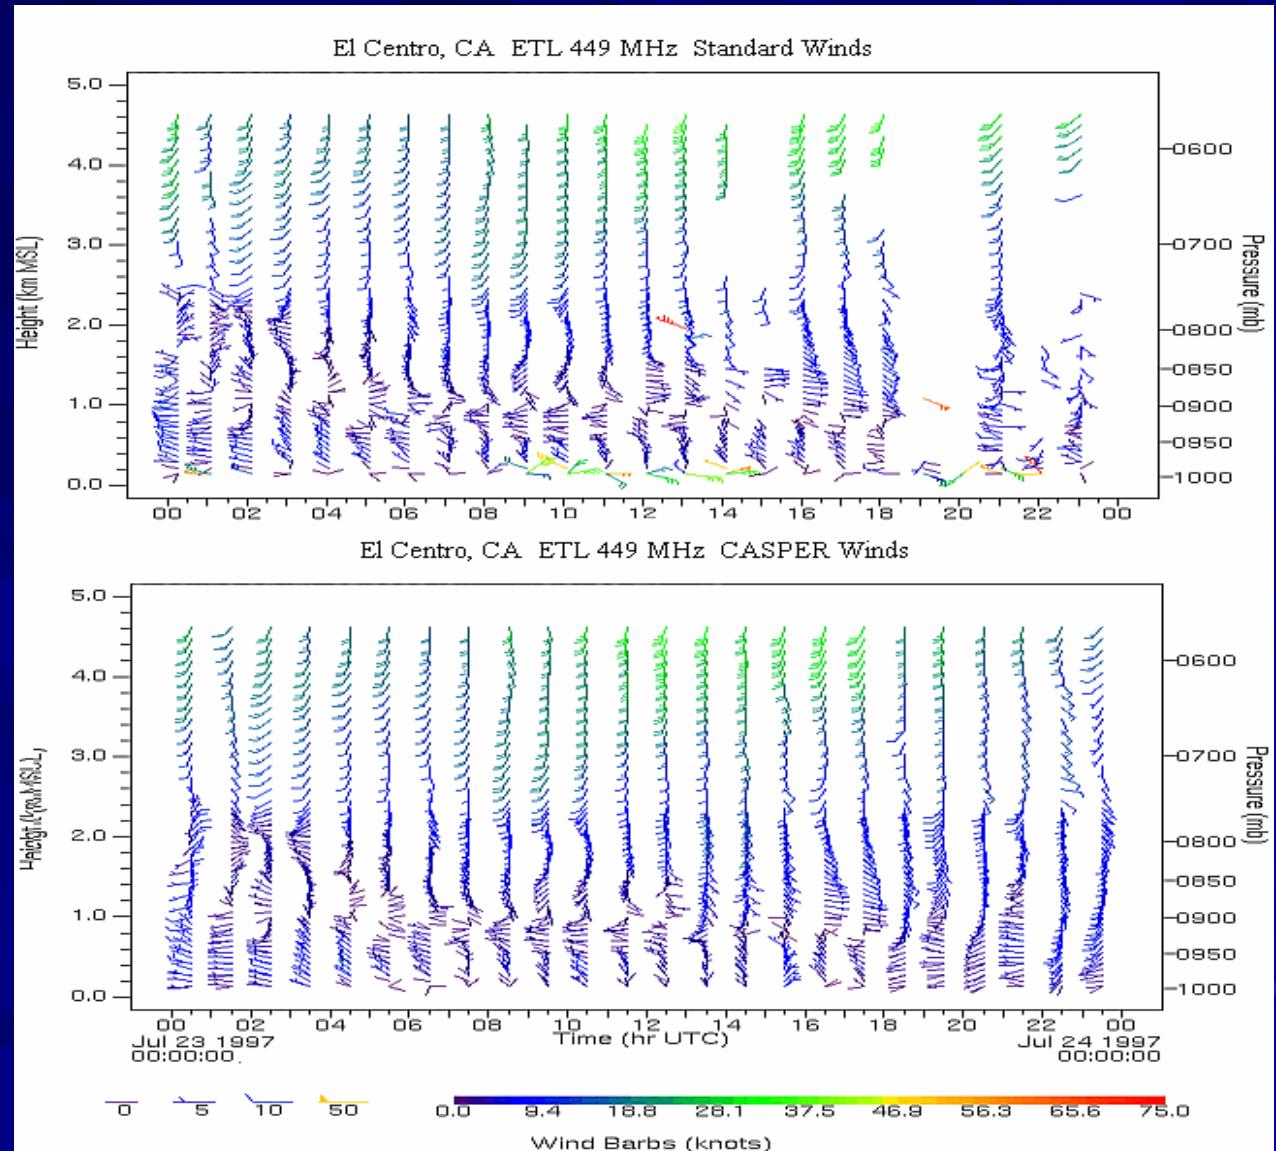 El Centro, CA ETL 449 MHz Standard Winds
5.0
4.0
3.0
2.0
1.0
0.0
Height (km MSL)
0600
0700
0800
0850
0900
0950
1000
Pressure (mb)
00 02 04 06 08 10 12 14 16 18 20 22 00
El Centro, CA ETL 449 MHz CASPER Winds
5.0
4.0
3.0
2.0
1.0
0.0
Height (km MSL)
0600
0700
0800
0850
0900
0950
1000
Pressure (mb)
00 02 04 06 08 10 12 14 16 18 20 22 00
Time (hr UTC)
Jul 23 1997
00:00:00
Jul 24 1997
00:00:00
0 5 10 50
0.0 9.4 18.8 28.1 37.5 46.9 56.3 65.6 75.0
Wind Barbs (knots)